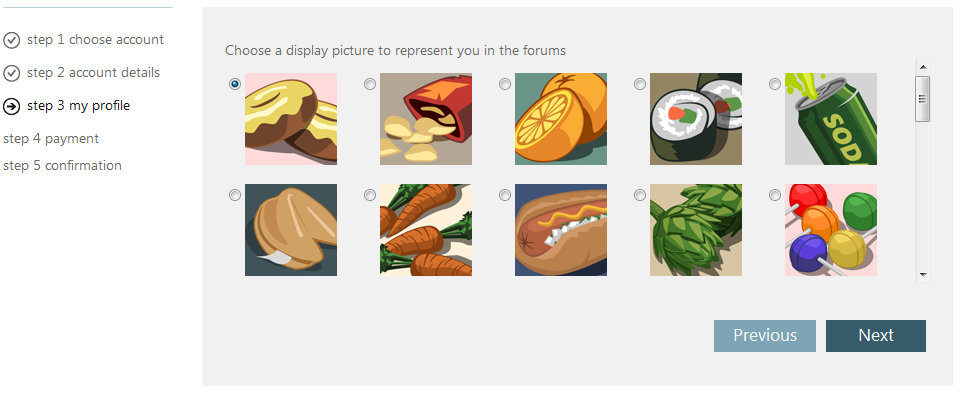 step 1 choose account
step 2 account details
step 3 my profile
step 4 payment
step 5 confirmation
Choose a display picture to represent you in the forums
SOD
Previous
Next